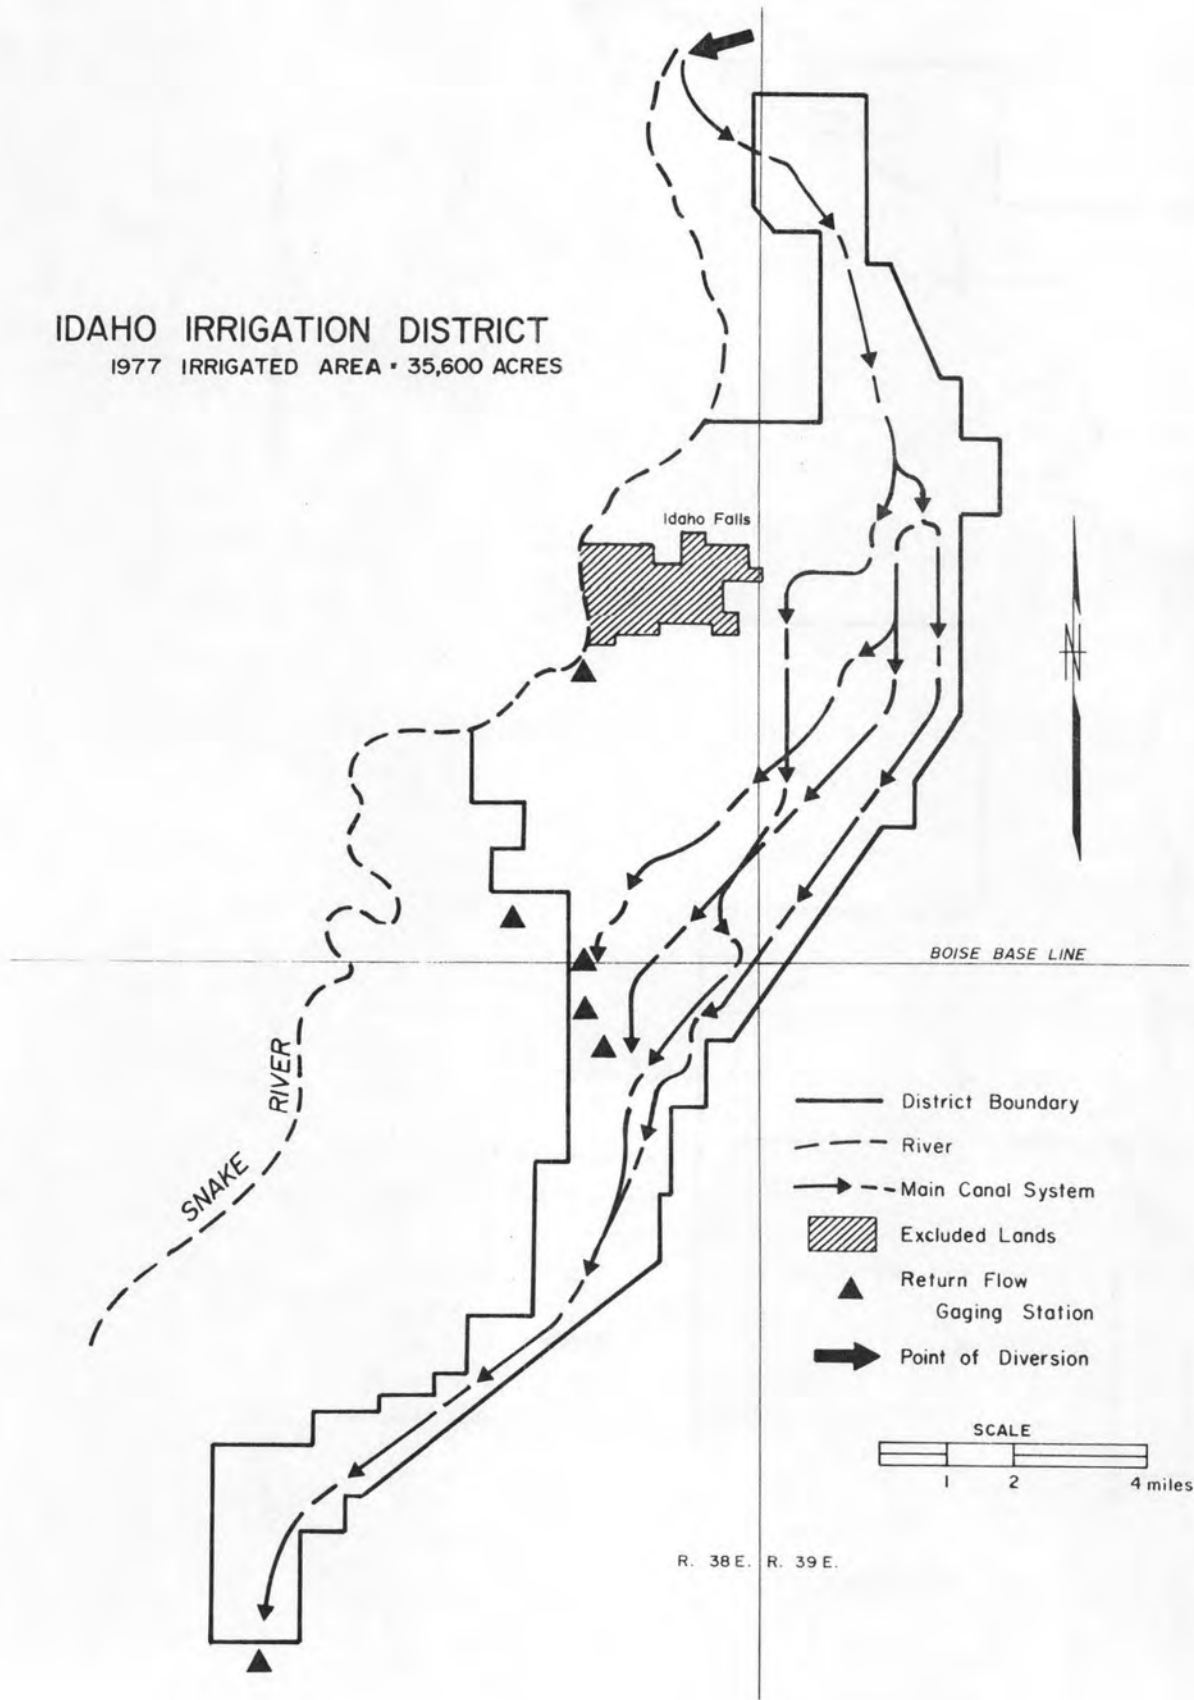 IDAHO IRRIGATION DISTRICT
1977 IRRIGATED AREA = 35,600 ACRES
Idaho Falls
N
BOISE BASE LINE
SNAKE RIVER
District Boundary
River
Main Canal System
Excluded Lands
Return Flow
Gaging Station
Point of Diversion
SCALE
1 2 4 miles
R. 38 E. R. 39 E.